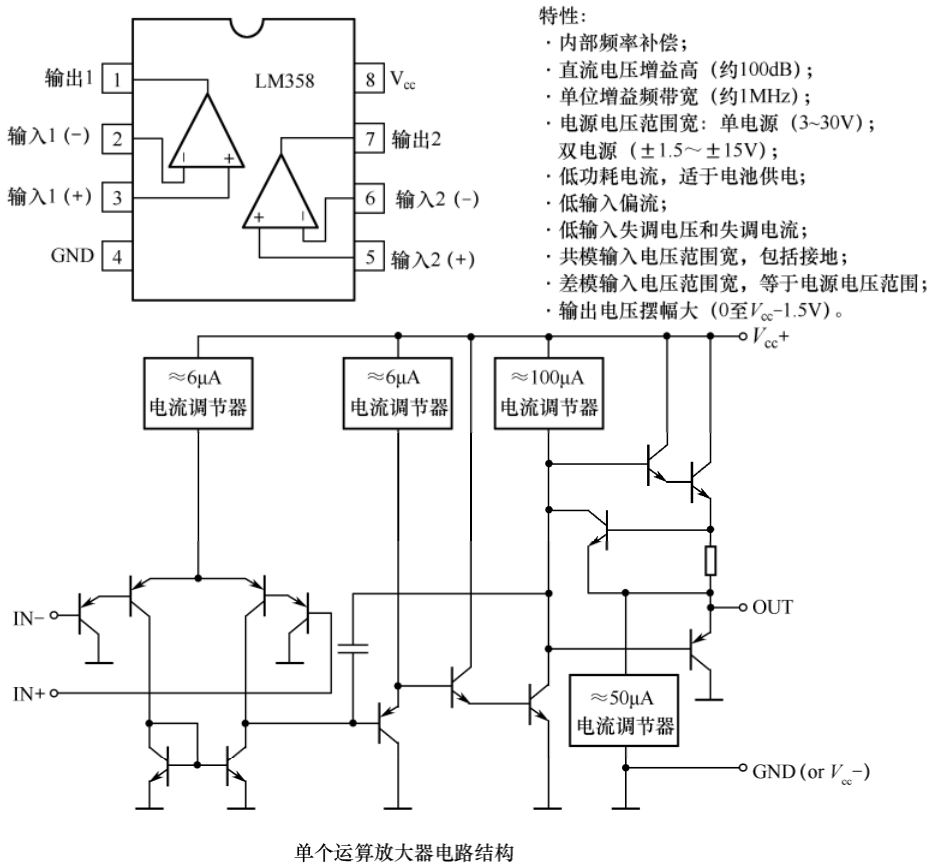 输出1 1 LM358 8 Vcc
输入1 (-) 2 7 输出2
输入1 (+) 3 6 输入2 (-)
GND 4 5 输入2 (+)
- +
+ -
特性:
·内部频率补偿;
·直流电压增益高（约100dB）;
·单位增益频带宽（约1MHz）;
·电源电压范围宽: 单电源（3~30V）;
双电源（±1.5～±15V）;
·低功耗电流，适于电池供电;
·低输入偏流;
·低输入失调电压和失调电流;
·共模输入电压范围宽，包括接地;
·差模输入电压范围宽，等于电源电压范围;
·输出电压摆幅大（0至Vcc-1.5V）。
Vcc+
≈6μA
电流调节器
≈6μA
电流调节器
≈100μA
电流调节器
IN-
OUT
IN+
≈50μA
电流调节器
GND (or Vcc-)
单个运算放大器电路结构